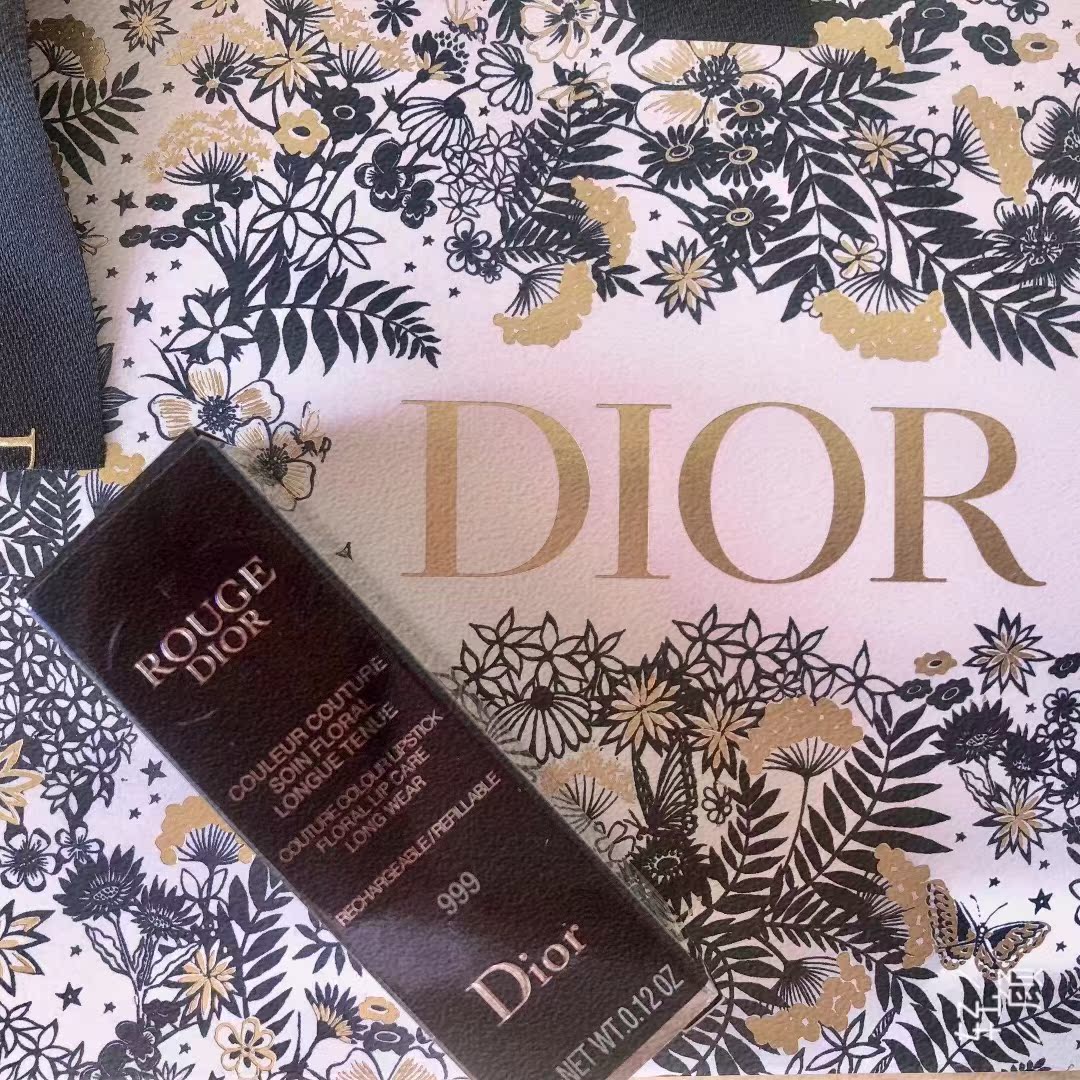 DIOR
ROUGE
DIOR
COULEUR COUTURE
SOIN FLORAL
LONGUE TENUE
COUTURE COLOUR LIPSTICK
FLORAL LIP CARE
LONG WEAR
RECHARGEABLE/REFILLABLE
999
Dior
NET WT.0.12 OZ